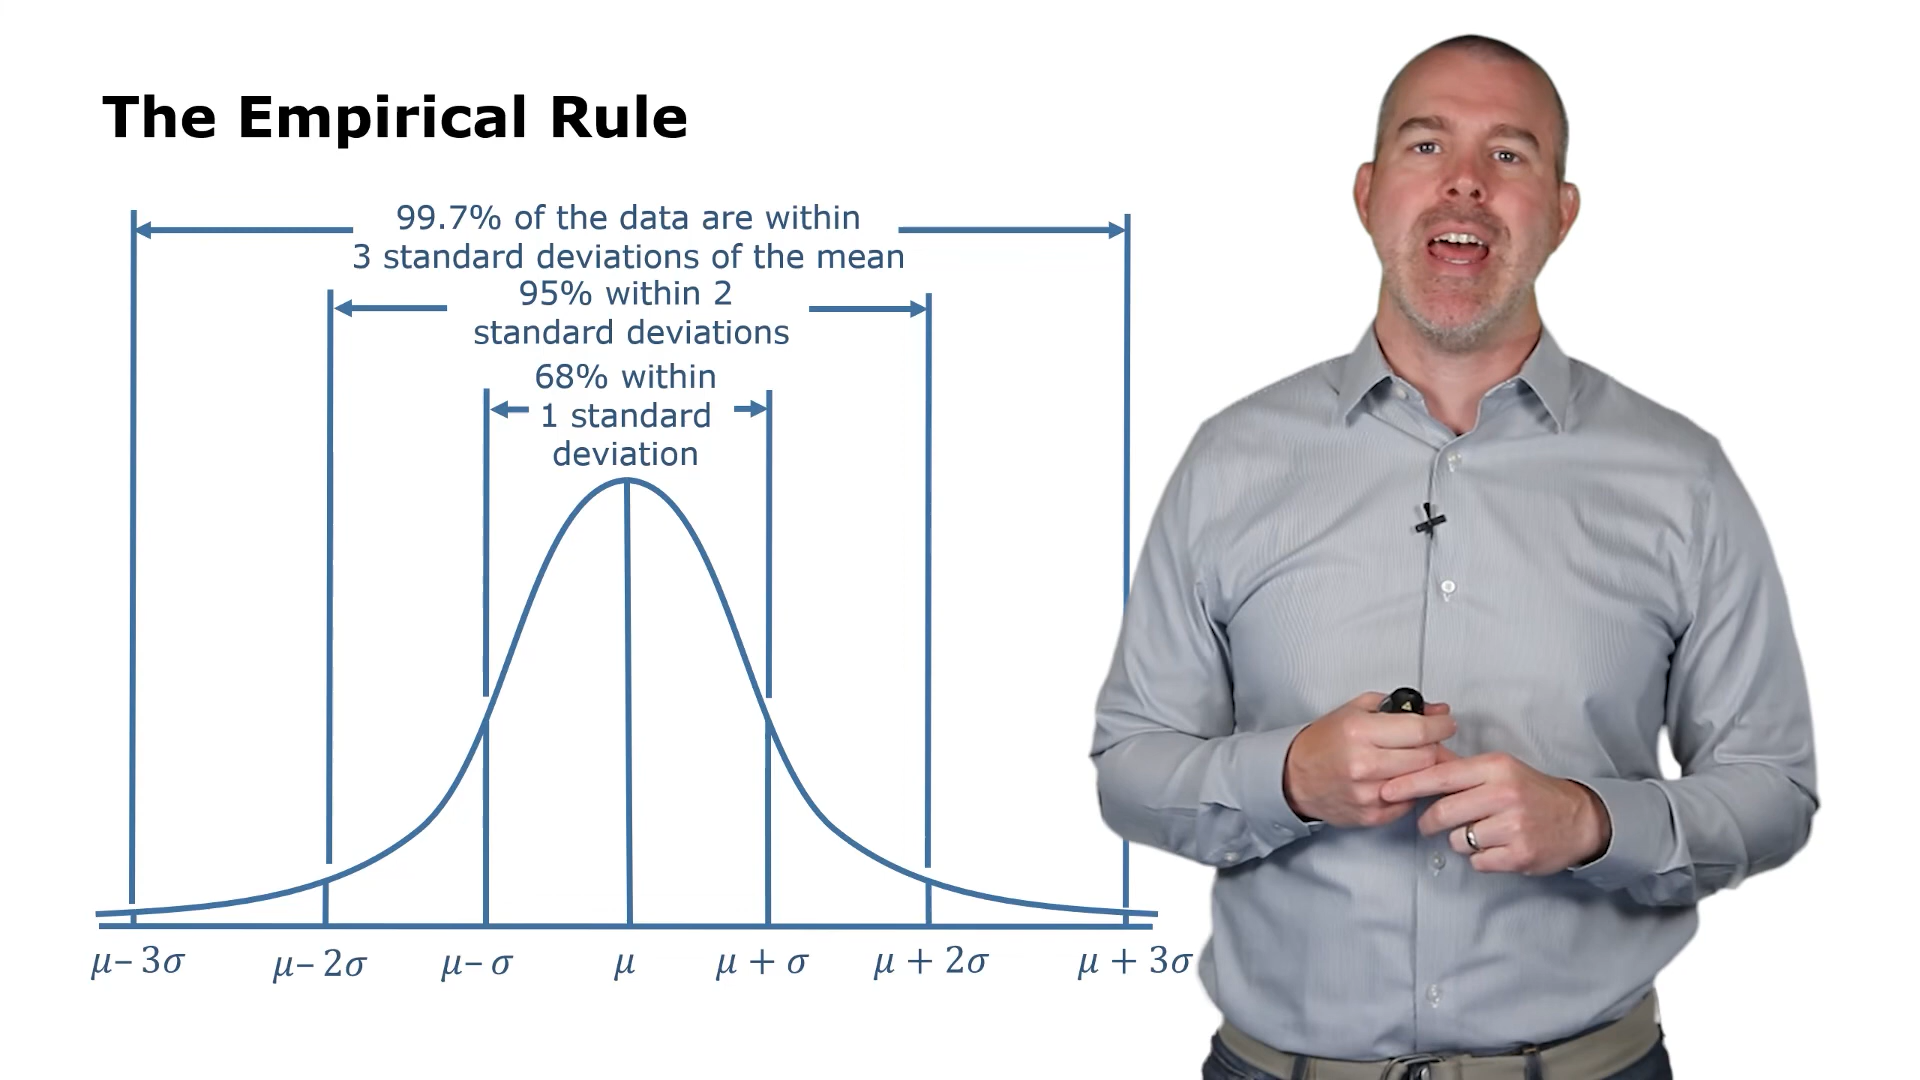 The Empirical Rule
99.7% of the data are within
3 standard deviations of the mean
95% within 2
standard deviations
68% within
1 standard
deviation
μ– 3σ μ– 2σ μ– σ μ μ + σ μ + 2σ μ + 3σ